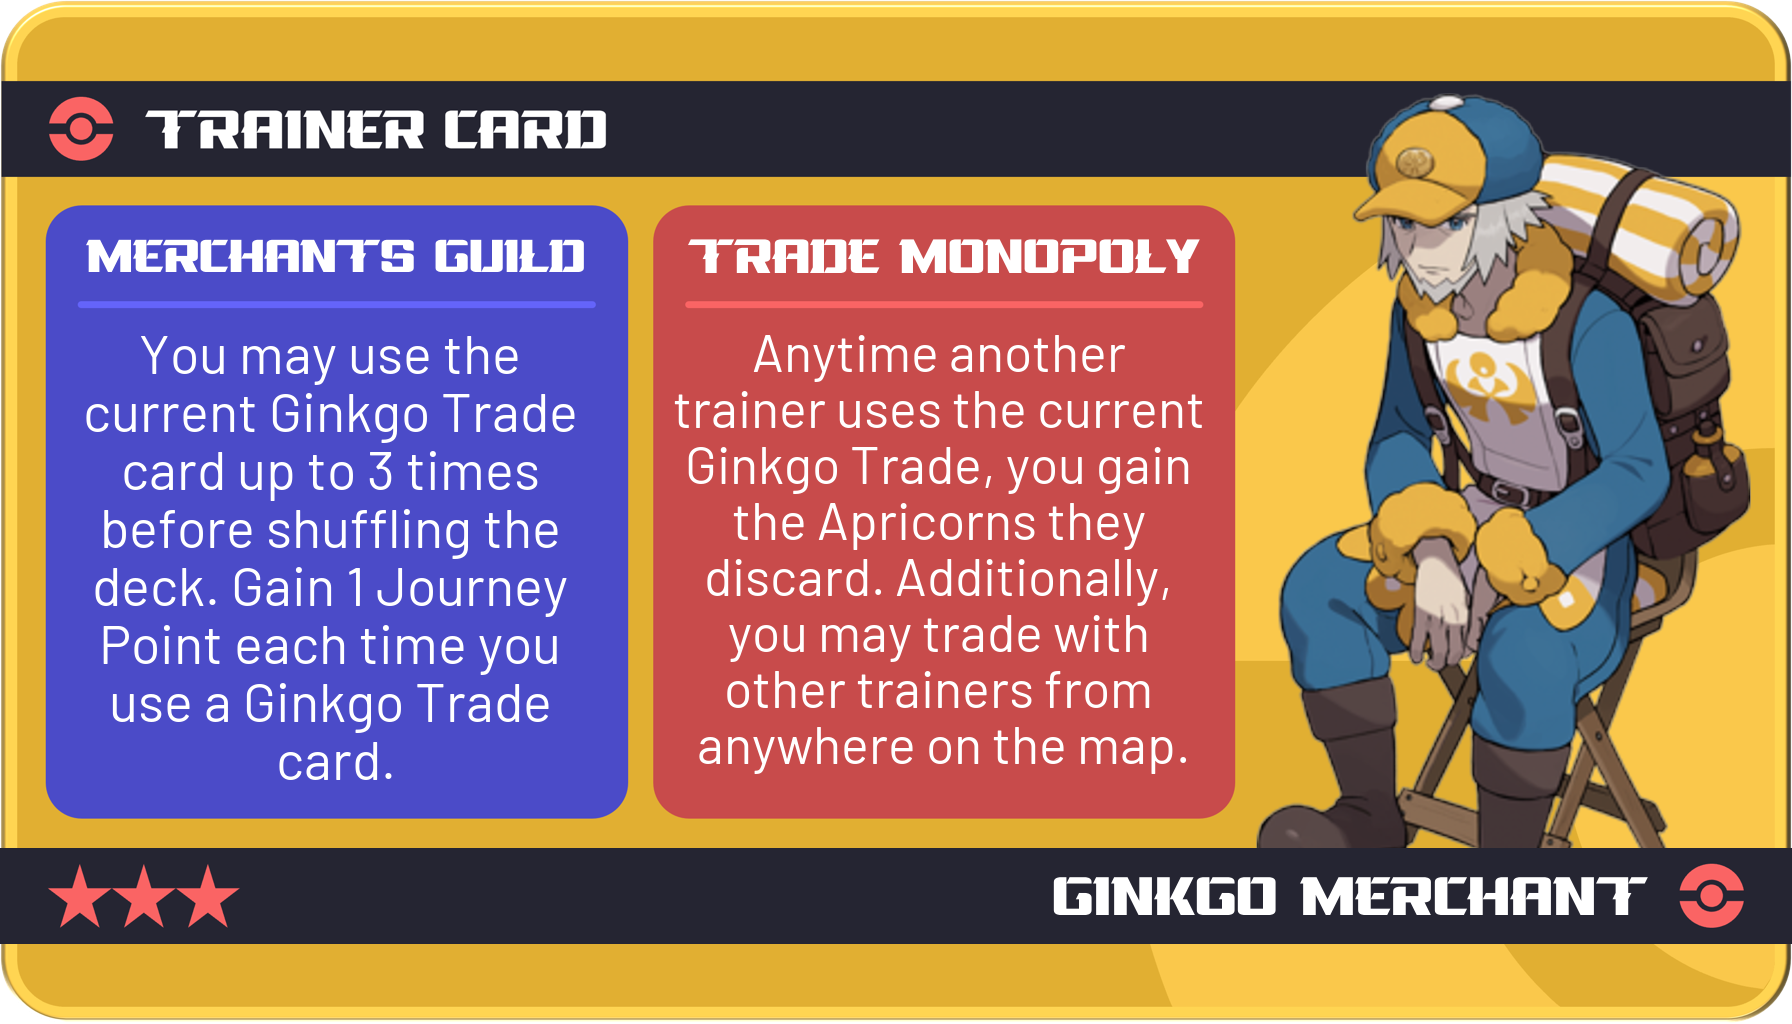 TRAINER CARD
MERCHANTS GUILD
You may use the
current Ginkgo Trade
card up to 3 times
before shuffling the
deck. Gain 1 Journey
Point each time you
use a Ginkgo Trade
card.
TRADE MONOPOLY
Anytime another
trainer uses the current
Ginkgo Trade, you gain
the Apricorns they
discard. Additionally,
you may trade with
other trainers from
anywhere on the map.
GINKGO MERCHANT